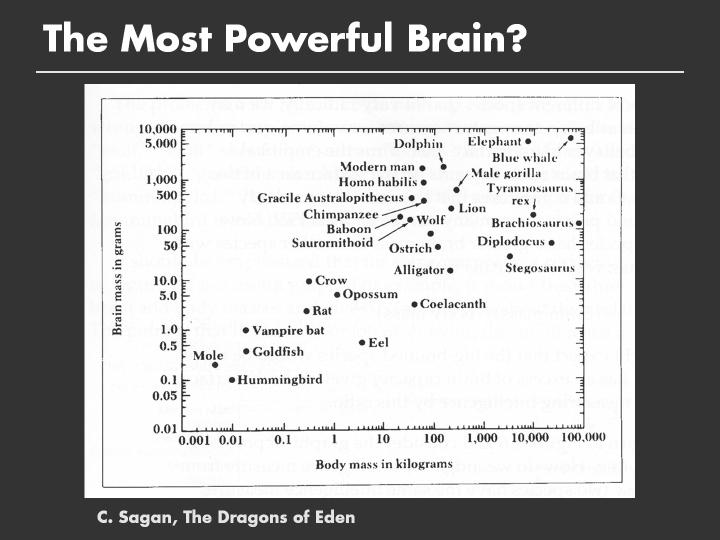 The Most Powerful Brain?
10,000
5,000
1,000
500
100
50
10.0
5.0
1.0
0.5
0.1
0.05
0.01
Brain mass in grams
Dolphin
Elephant
Blue whale
Modern man
Male gorilla
Homo habilis
Tyrannosaurus
rex
Gracile Australopithecus
Lion
Chimpanzee
Wolf
Brachiosaurus
Baboon
Saurornithoid
Ostrich
Diplodocus
Alligator
Stegosaurus
Crow
Opossum
Coelacanth
Rat
Vampire bat
Eel
Goldfish
Mole
Hummingbird
0.001 0.01 0.1 1 10 100 1,000 10,000 100,000
Body mass in kilograms
C. Sagan, The Dragons of Eden